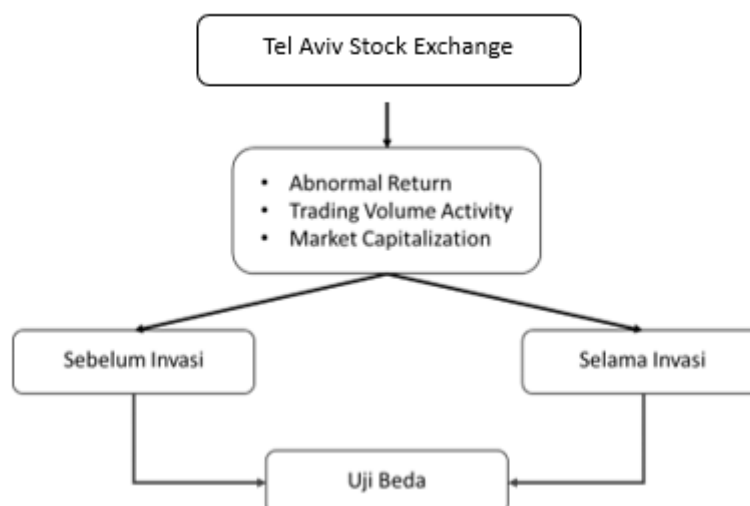 Tel Aviv Stock Exchange
• Abnormal Return
• Trading Volume Activity
• Market Capitalization
Sebelum Invasi
Selama Invasi
Uji Beda